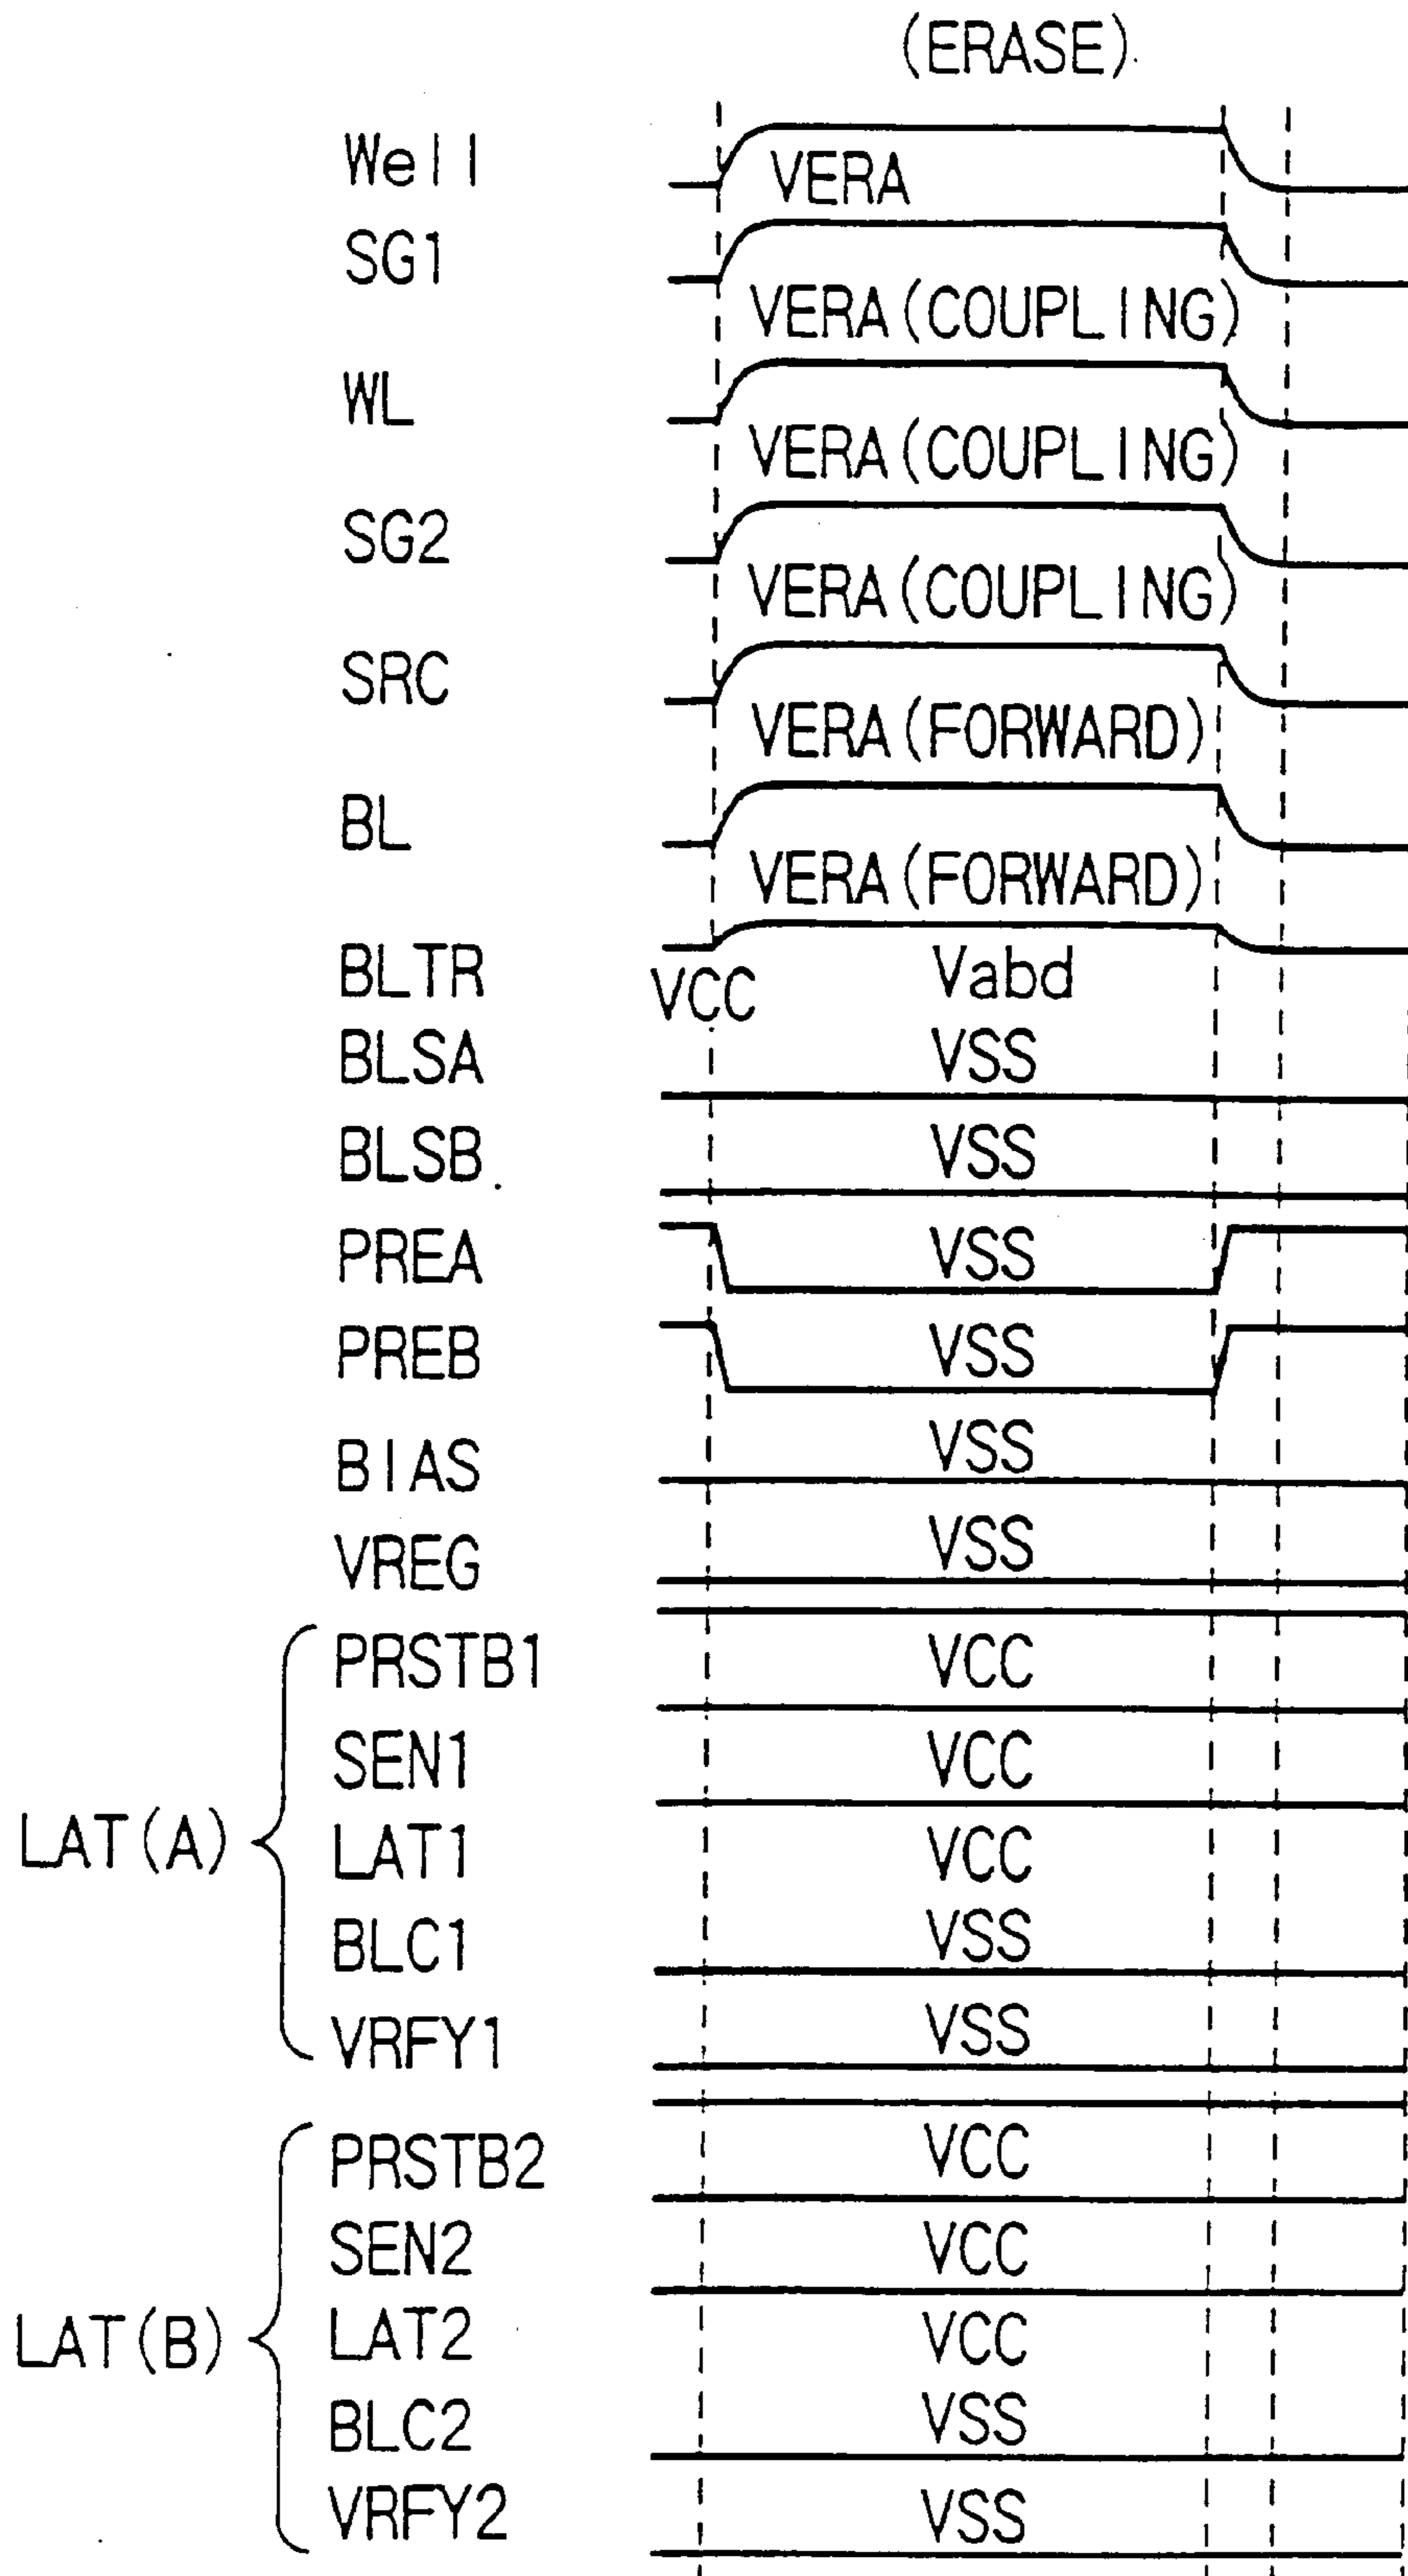 (ERASE)
Well VERA
SG1 VERA(COUPLING)
WL VERA(COUPLING)
SG2 VERA(COUPLING)
SRC VERA(FORWARD)
BL VERA(FORWARD)
BLTR VCC Vabd
BLSA VSS
BLSB VSS
PREA VSS
PREB VSS
BIAS VSS
VREG VSS
PRSTB1 VCC
SEN1 VCC
LAT(A) LAT1 VCC
BLC1 VSS
VRFY1 VSS
PRSTB2 VCC
SEN2 VCC
LAT(B) LAT2 VCC
BLC2 VSS
VRFY2 VSS